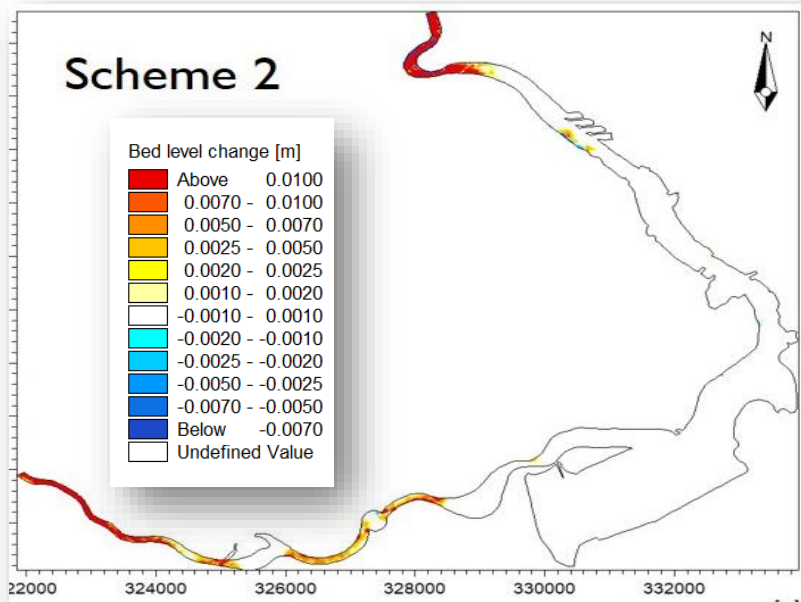 Scheme 2
N
Bed level change [m]
Above 0.0100
0.0070 - 0.0100
0.0050 - 0.0070
0.0025 - 0.0050
0.0020 - 0.0025
0.0010 - 0.0020
-0.0010 - 0.0010
-0.0020 - -0.0010
-0.0025 - -0.0020
-0.0050 - -0.0025
-0.0070 - -0.0050
Below -0.0070
Undefined Value
322000 324000 326000 328000 330000 332000